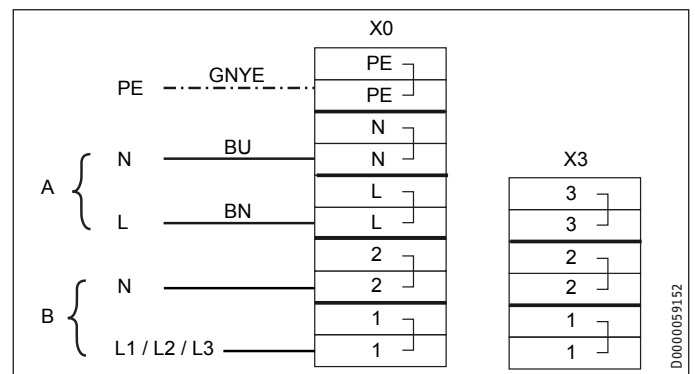 X0
PE
PE GNYE PE
N
A N BU N X3
L 3
L BN L 3
2 2
B N 2 2
1 1
L1 / L2 / L3 1 1
D0000059152